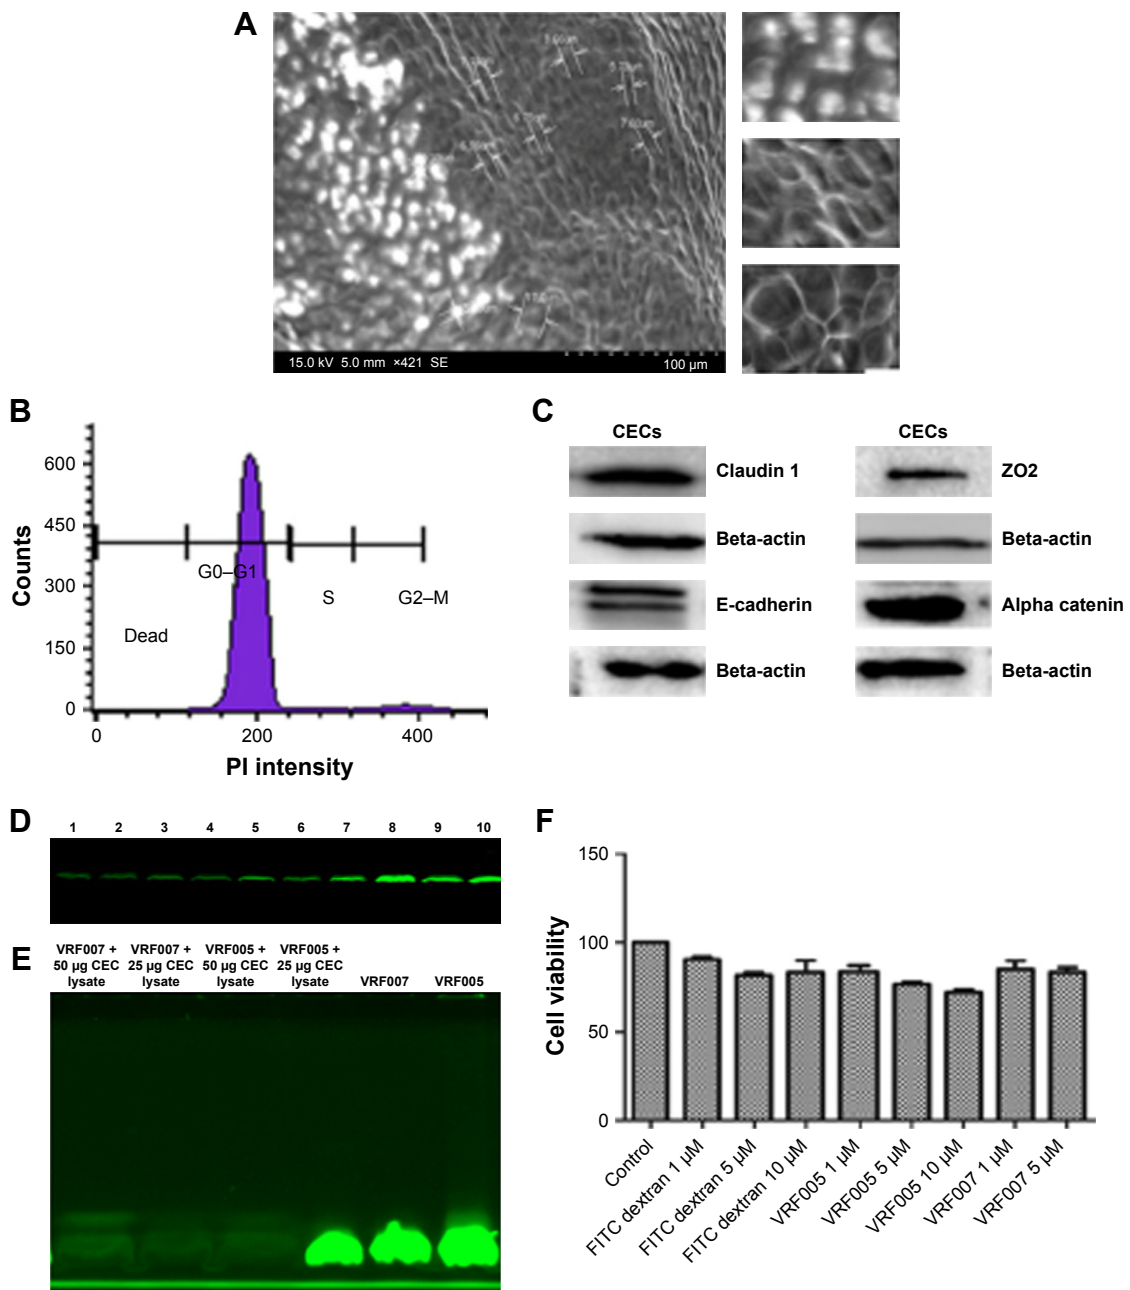 A
15.0 kV 5.0 mm ×421 SE
100 µm
B
Counts
600
450
300
150
0
G0–G1
S
G2–M
Dead
0
200
400
PI intensity
C
CECs
CECs
Claudin 1
ZO2
Beta-actin
Beta-actin
E-cadherin
Alpha catenin
Beta-actin
Beta-actin
D
1 2 3 4 5 6 7 8 9 10
E
VRF007 +
50 µg CEC
lysate
VRF007 +
25 µg CEC
lysate
VRF005 +
50 µg CEC
lysate
VRF005 +
25 µg CEC
lysate
VRF007
VRF005
F
Cell viability
150
100
50
0
Control
FITC dextran 1 µM
FITC dextran 5 µM
FITC dextran 10 µM
VRF005 1 µM
VRF005 5 µM
VRF005 10 µM
VRF007 1 µM
VRF007 5 µM